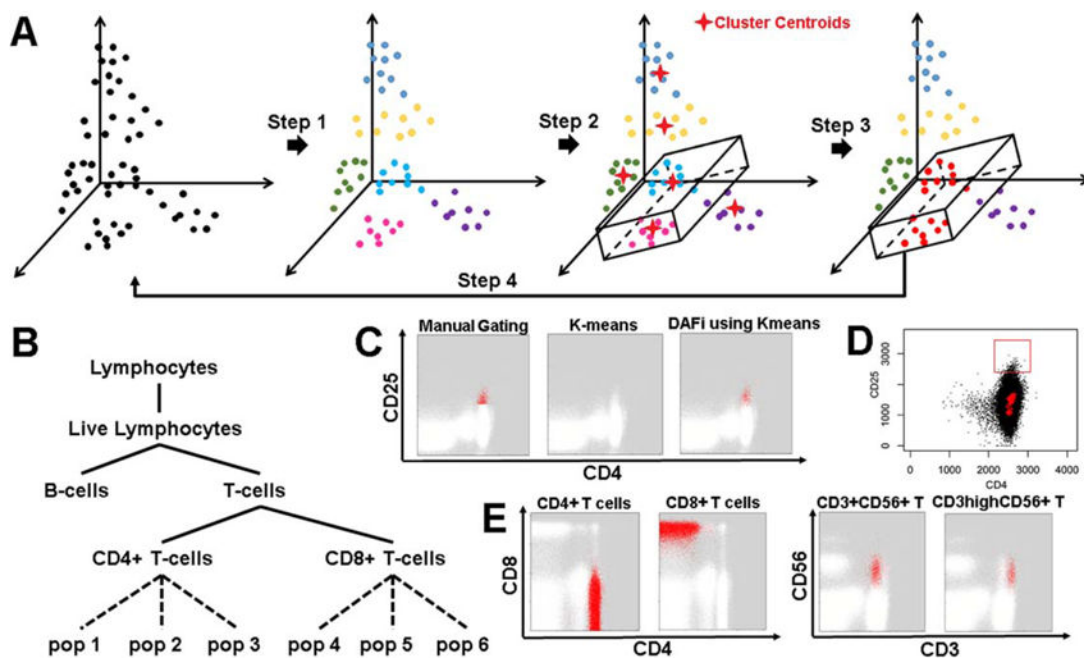 A
Cluster Centroids
Step 1
Step 2
Step 3
Step 4
B
Lymphocytes
Live Lymphocytes
B-cells
T-cells
CD4+ T-cells
CD8+ T-cells
pop 1
pop 2
pop 3
pop 4
pop 5
pop 6
C
Manual Gating
K-means
DAFi using Kmeans
CD25
CD4
D
CD25
0
1000
2000
3000
0
1000
2000
3000
4000
CD4
E
CD4+ T cells
CD8+ T cells
CD8
CD4
CD3+CD56+ T
CD3highCD56+ T
CD56
CD3